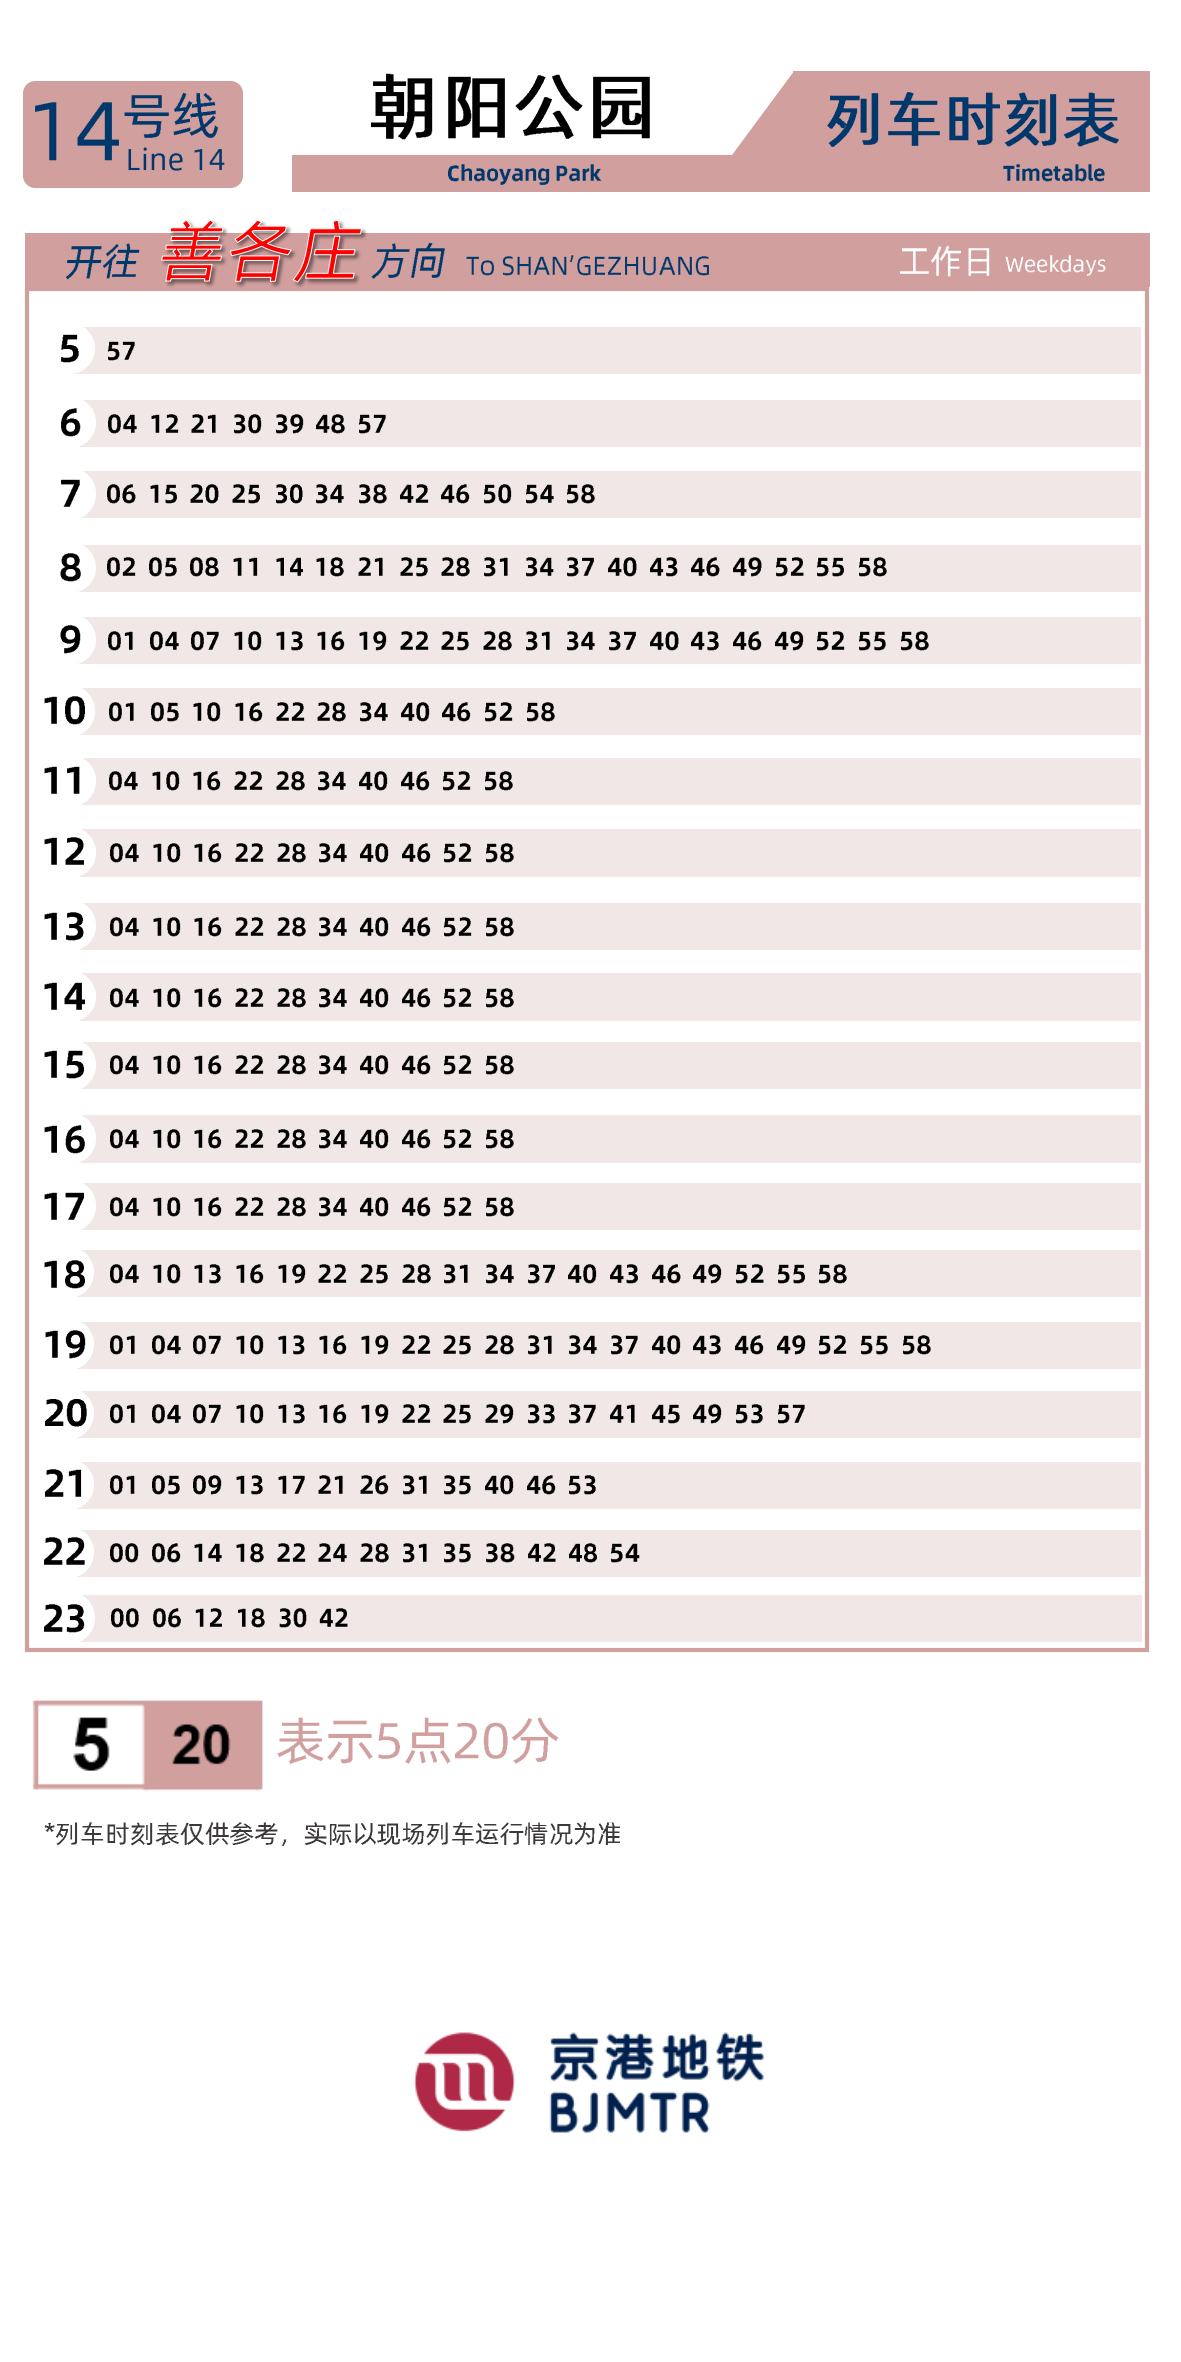 14号线
Line 14
朝阳公园
Chaoyang Park
列车时刻表
Timetable
开往 善各庄 方向 To SHAN’GEZHUANG 工作日 Weekdays
5 57
6 04 12 21 30 39 48 57
7 06 15 20 25 30 34 38 42 46 50 54 58
8 02 05 08 11 14 18 21 25 28 31 34 37 40 43 46 49 52 55 58
9 01 04 07 10 13 16 19 22 25 28 31 34 37 40 43 46 49 52 55 58
10 01 05 10 16 22 28 34 40 46 52 58
11 04 10 16 22 28 34 40 46 52 58
12 04 10 16 22 28 34 40 46 52 58
13 04 10 16 22 28 34 40 46 52 58
14 04 10 16 22 28 34 40 46 52 58
15 04 10 16 22 28 34 40 46 52 58
16 04 10 16 22 28 34 40 46 52 58
17 04 10 16 22 28 34 40 46 52 58
18 04 10 13 16 19 22 25 28 31 34 37 40 43 46 49 52 55 58
19 01 04 07 10 13 16 19 22 25 28 31 34 37 40 43 46 49 52 55 58
20 01 04 07 10 13 16 19 22 25 29 33 37 41 45 49 53 57
21 01 05 09 13 17 21 26 31 35 40 46 53
22 00 06 14 18 22 24 28 31 35 38 42 48 54
23 00 06 12 18 30 42
5 20 表示5点20分
*列车时刻表仅供参考，实际以现场列车运行情况为准
京港地铁
BJMTR